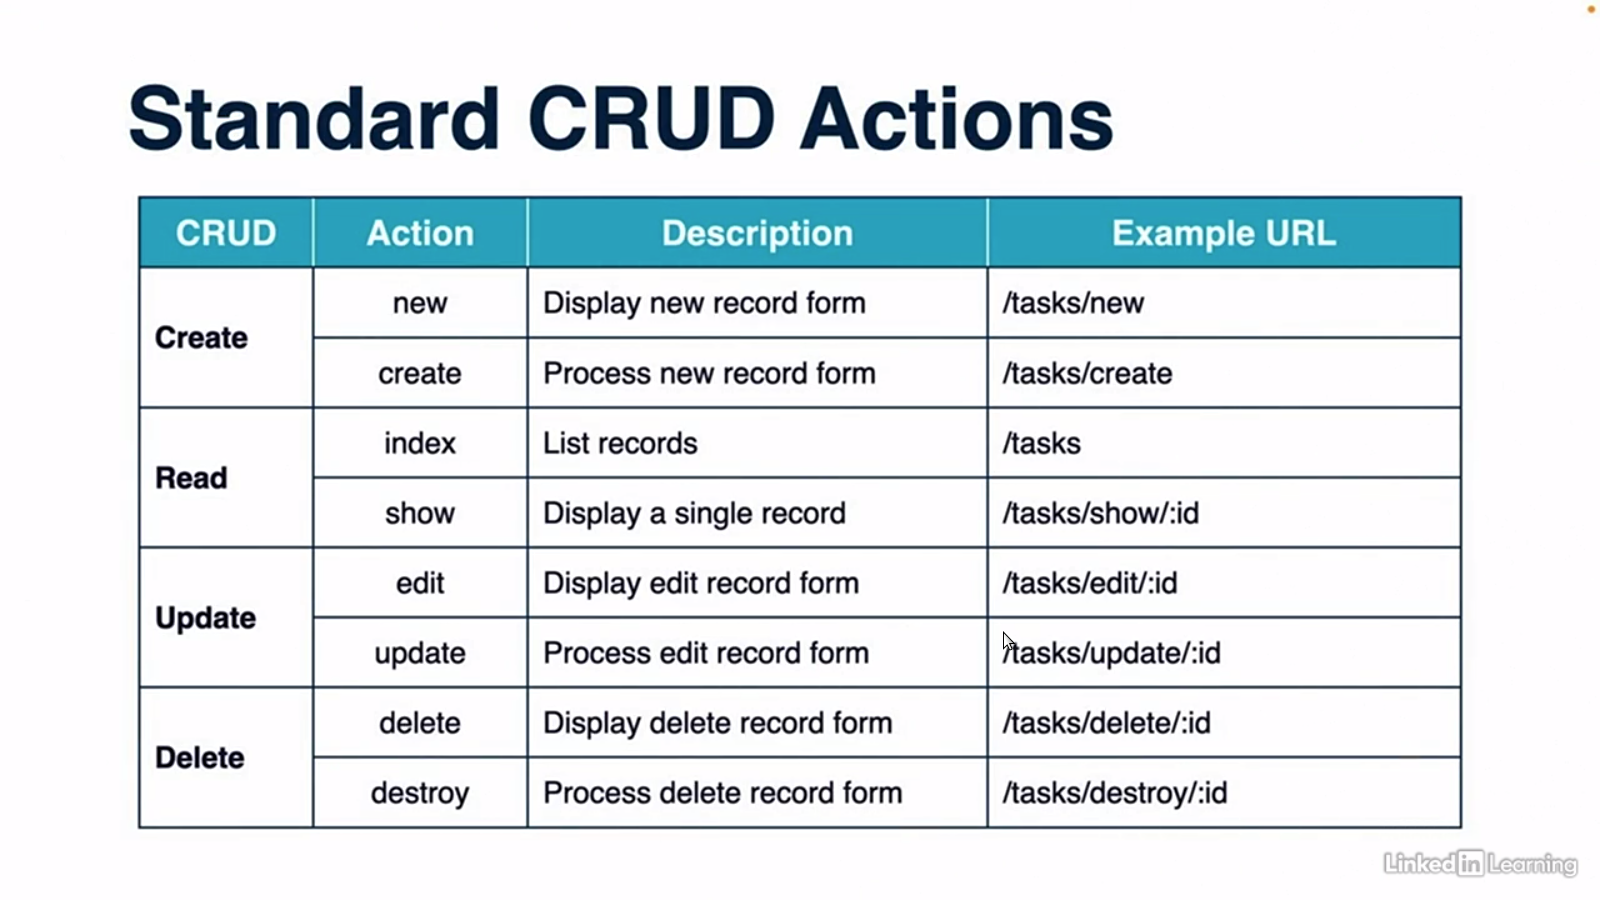 Standard CRUD Actions
CRUD Action Description Example URL
Create
new Display new record form /tasks/new
create Process new record form /tasks/create
Read
index List records /tasks
show Display a single record /tasks/show/:id
Update
edit Display edit record form /tasks/edit/:id
update Process edit record form /tasks/update/:id
Delete
delete Display delete record form /tasks/delete/:id
destroy Process delete record form /tasks/destroy/:id
LinkedIn Learning